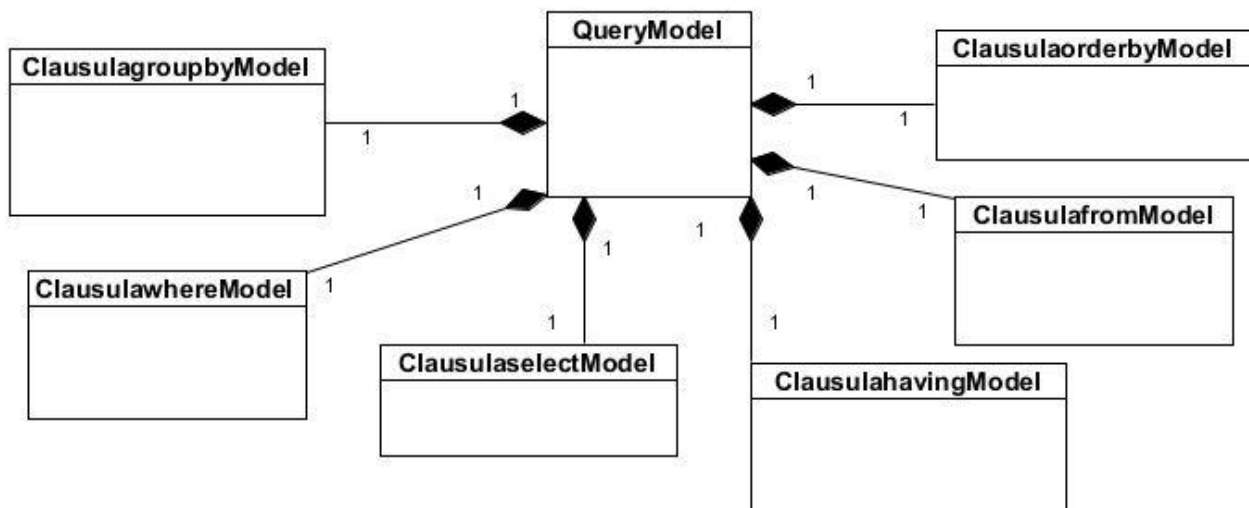 QueryModel
ClausulagroupbyModel
ClausulaorderbyModel
1
1
1
1
1
1
1
1
ClausulafromModel
1
1
ClausulawhereModel
1
1
1
ClausulaselectModel
ClausulahavingModel